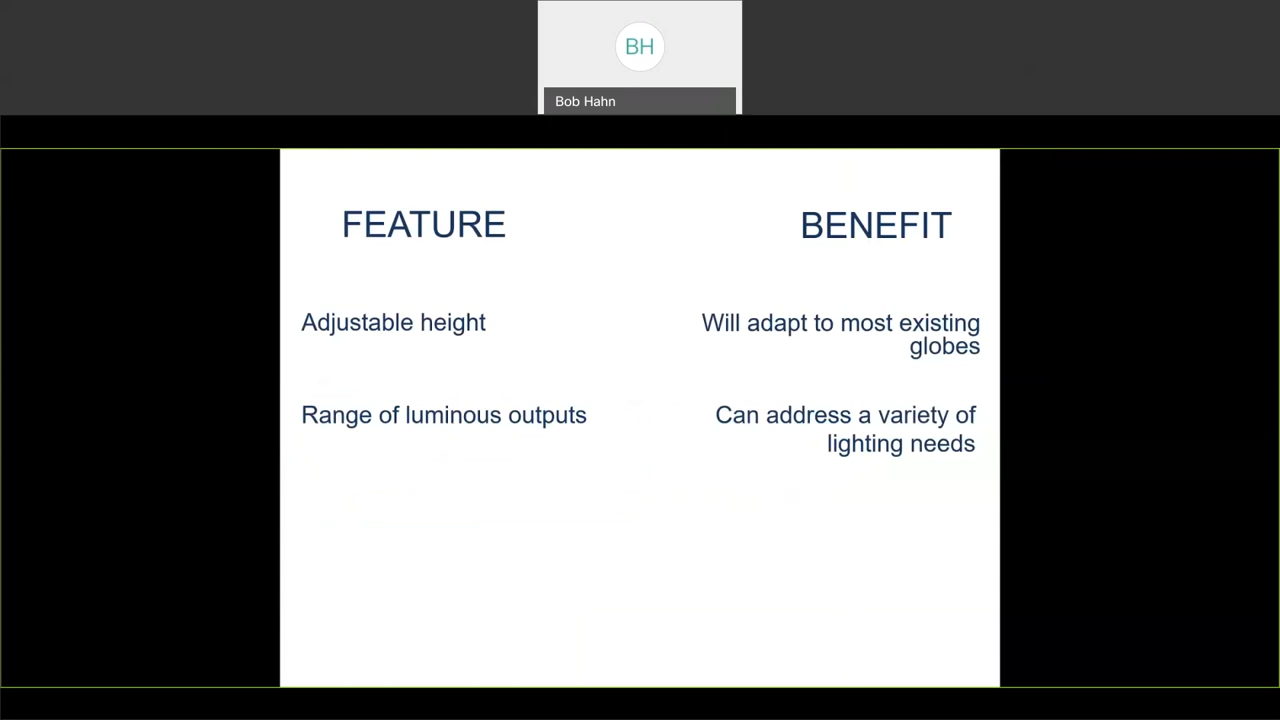 BH
Bob Hahn
FEATURE
BENEFIT
Adjustable height
Will adapt to most existing
globes
Range of luminous outputs
Can address a variety of
lighting needs